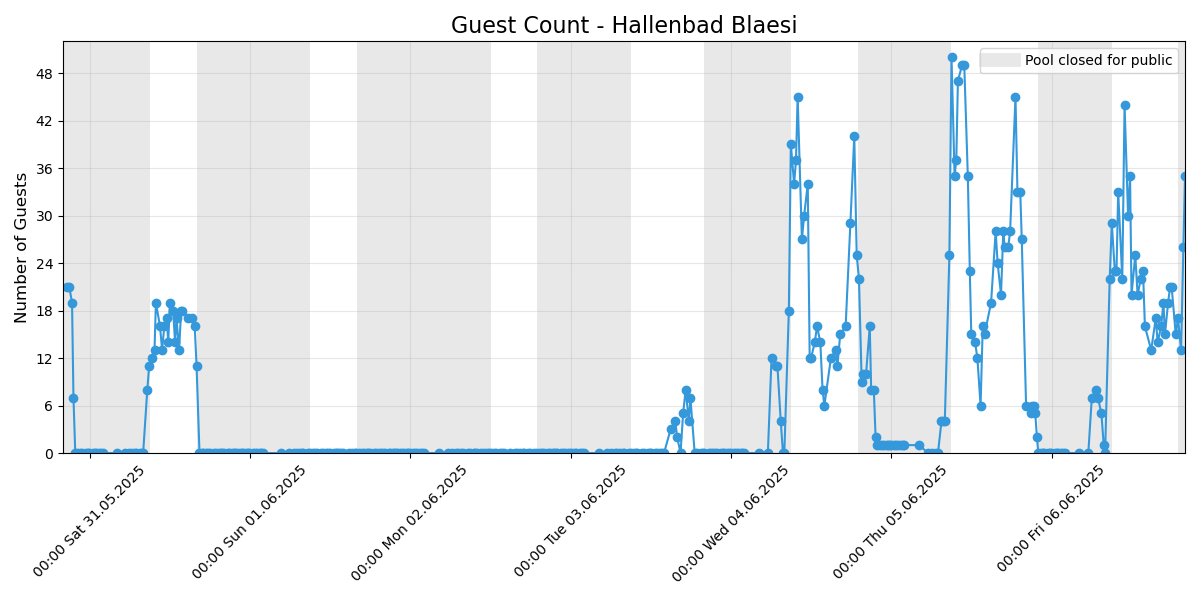 Guest Count - Hallenbad Blaesi
Pool closed for public
Number of Guests
48
42
36
30
24
18
12
6
0
00:00 Sat 31.05.2025
00:00 Sun 01.06.2025
00:00 Mon 02.06.2025
00:00 Tue 03.06.2025
00:00 Wed 04.06.2025
00:00 Thu 05.06.2025
00:00 Fri 06.06.2025